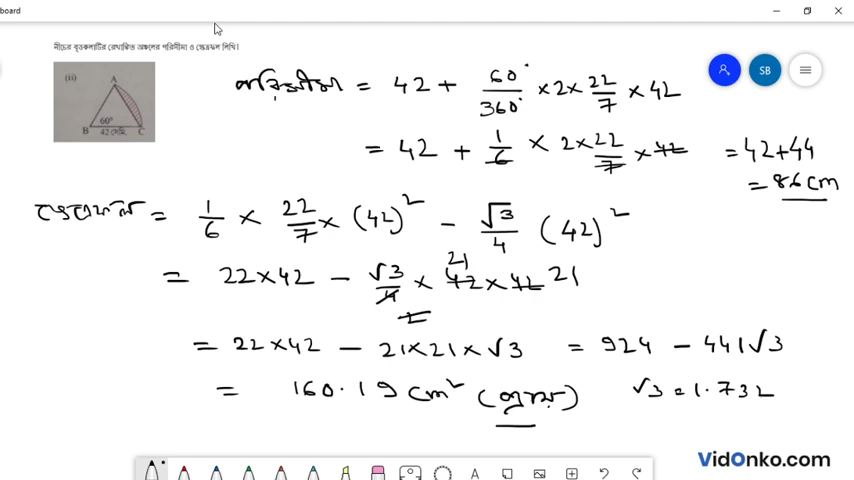 board
নীচের বৃত্তকলাটির রেখাঙ্কিত অঞ্চলের পরিসীমা ও ক্ষেত্রফল লিখি।
(ii)
A
60°
B 42 সেমি. C
পরিসীমা = 42 + 60°/360° × 2 × 22/7 × 42
= 42 + 1/6 × 2 × 22/7 × 42 = 42+44
= 86 cm
ক্ষেত্রফল = 1/6 × 22/7 × (42)² − √3/4 (42)²
= 22×42 − √3/4 × 42 × 42 21 21 2
= 22×42 − 21×21×√3 = 924 − 441√3
= 160.19 cm² (প্রায়) √3 = 1.732
SB
A
VidOnko.com